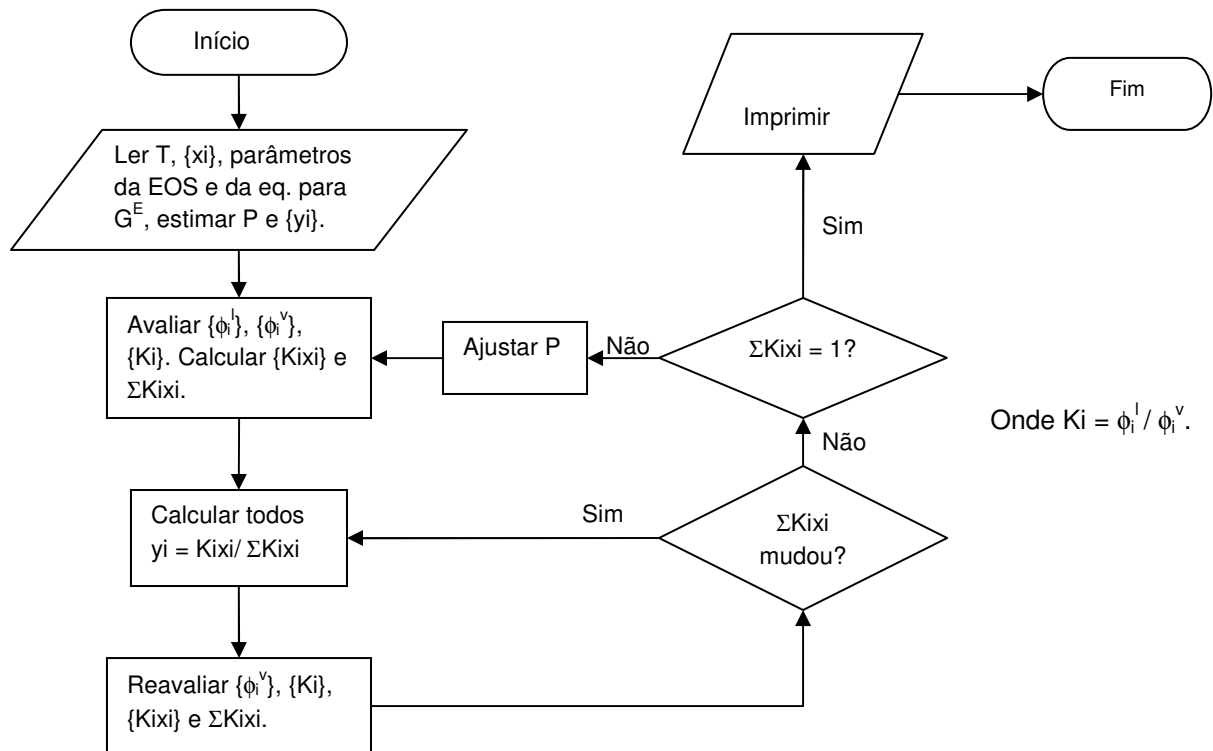 Início
Ler T, {xi}, parâmetros
da EOS e da eq. para
G^E, estimar P e {yi}.
Avaliar {ϕi^l}, {ϕi^v},
{Ki}. Calcular {Kixi} e
ΣKixi.
Calcular todos
yi = Kixi/ ΣKixi
Reavaliar {ϕi^v}, {Ki},
{Kixi} e ΣKixi.
ΣKixi
mudou?
Sim
Não
ΣKixi = 1?
Não
Ajustar P
Sim
Imprimir
Fim
Onde Ki = ϕi^l / ϕi^v.